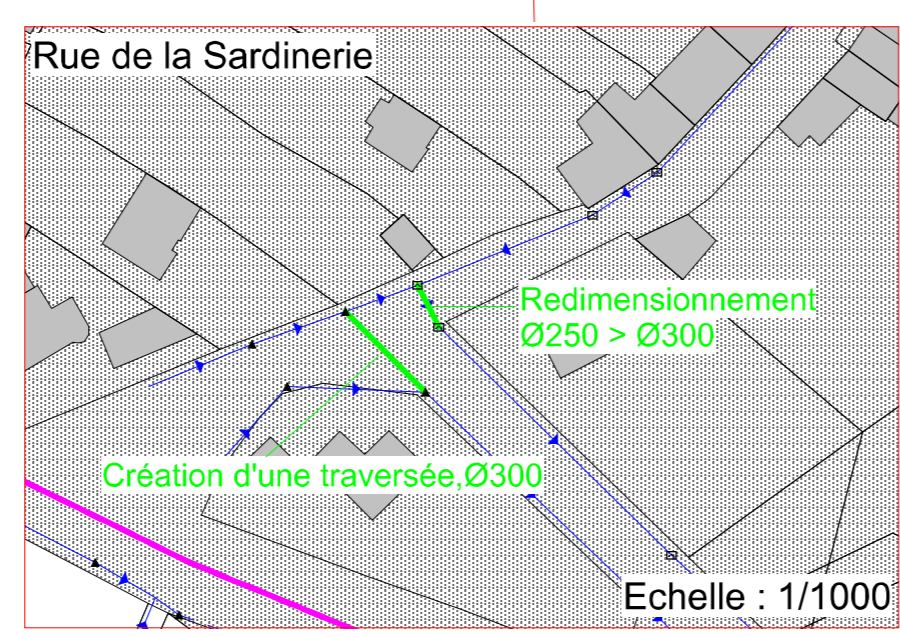 Rue de la Sardinerie
Redimensionnement
Ø250 > Ø300
Création d'une traversée,Ø300
Echelle : 1/1000